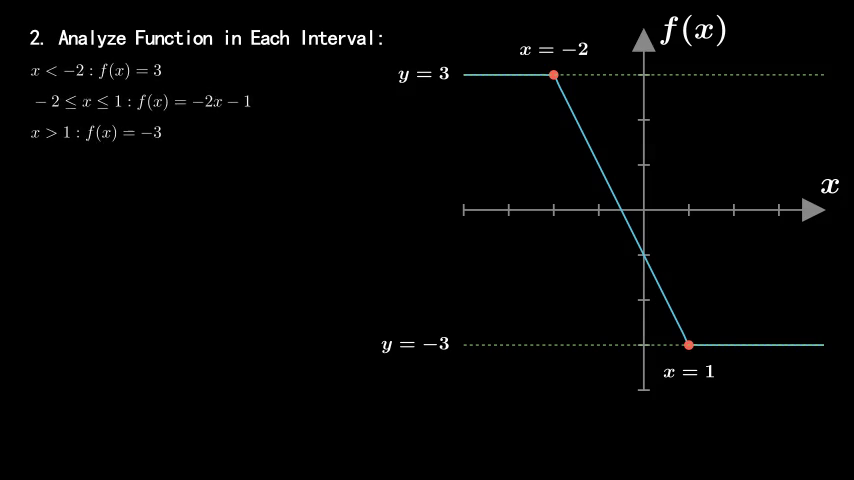 2. Analyze Function in Each Interval:
x < −2 : f(x) = 3
−2 ≤ x ≤ 1 : f(x) = −2x − 1
x > 1 : f(x) = −3
f(x)
x = −2
y = 3
x
y = −3
x = 1